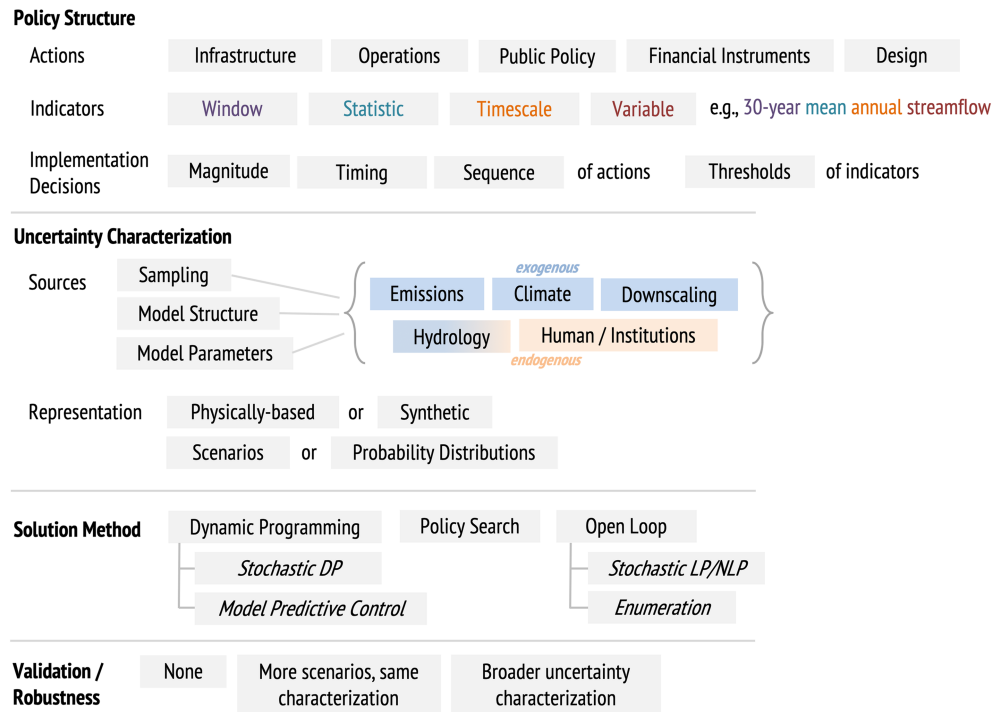 Policy Structure
Actions Infrastructure Operations Public Policy Financial Instruments Design
Indicators Window Statistic Timescale Variable e.g., 30-year mean annual streamflow
Implementation
Decisions Magnitude Timing Sequence of actions Thresholds of indicators
Uncertainty Characterization
Sources Sampling
Model Structure
Model Parameters
exogenous
Emissions Climate Downscaling
Hydrology Human / Institutions
endogenous
Representation Physically-based or Synthetic
Scenarios or Probability Distributions
Solution Method Dynamic Programming Policy Search Open Loop
Stochastic DP Stochastic LP/NLP
Model Predictive Control Enumeration
Validation /
Robustness
None
More scenarios, same
characterization
Broader uncertainty
characterization